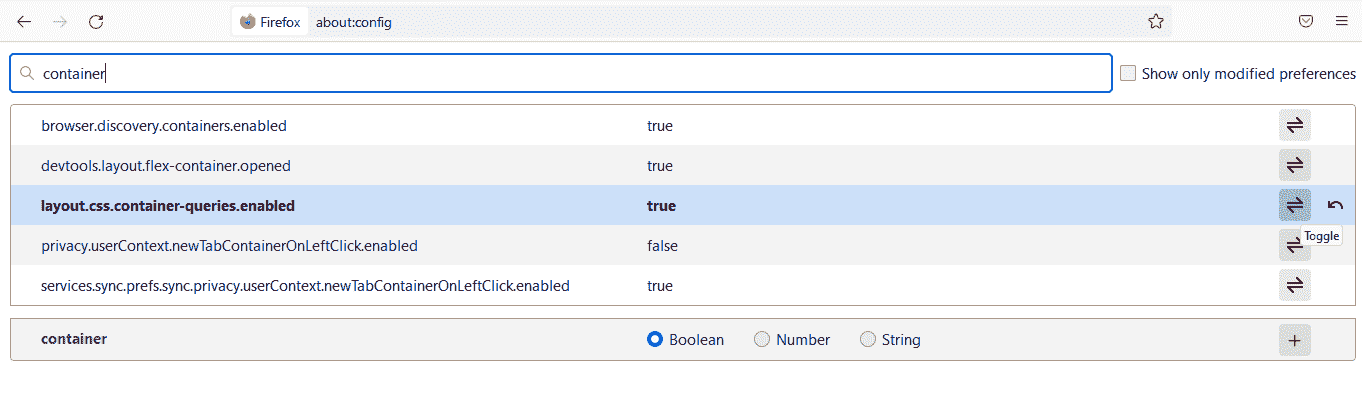 Firefox about:config
container Show only modified preferences
browser.discovery.containers.enabled true
devtools.layout.flex-container.opened true
layout.css.container-queries.enabled true
privacy.userContext.newTabContainerOnLeftClick.enabled false
Toggle
services.sync.prefs.sync.privacy.userContext.newTabContainerOnLeftClick.enabled true
container Boolean Number String